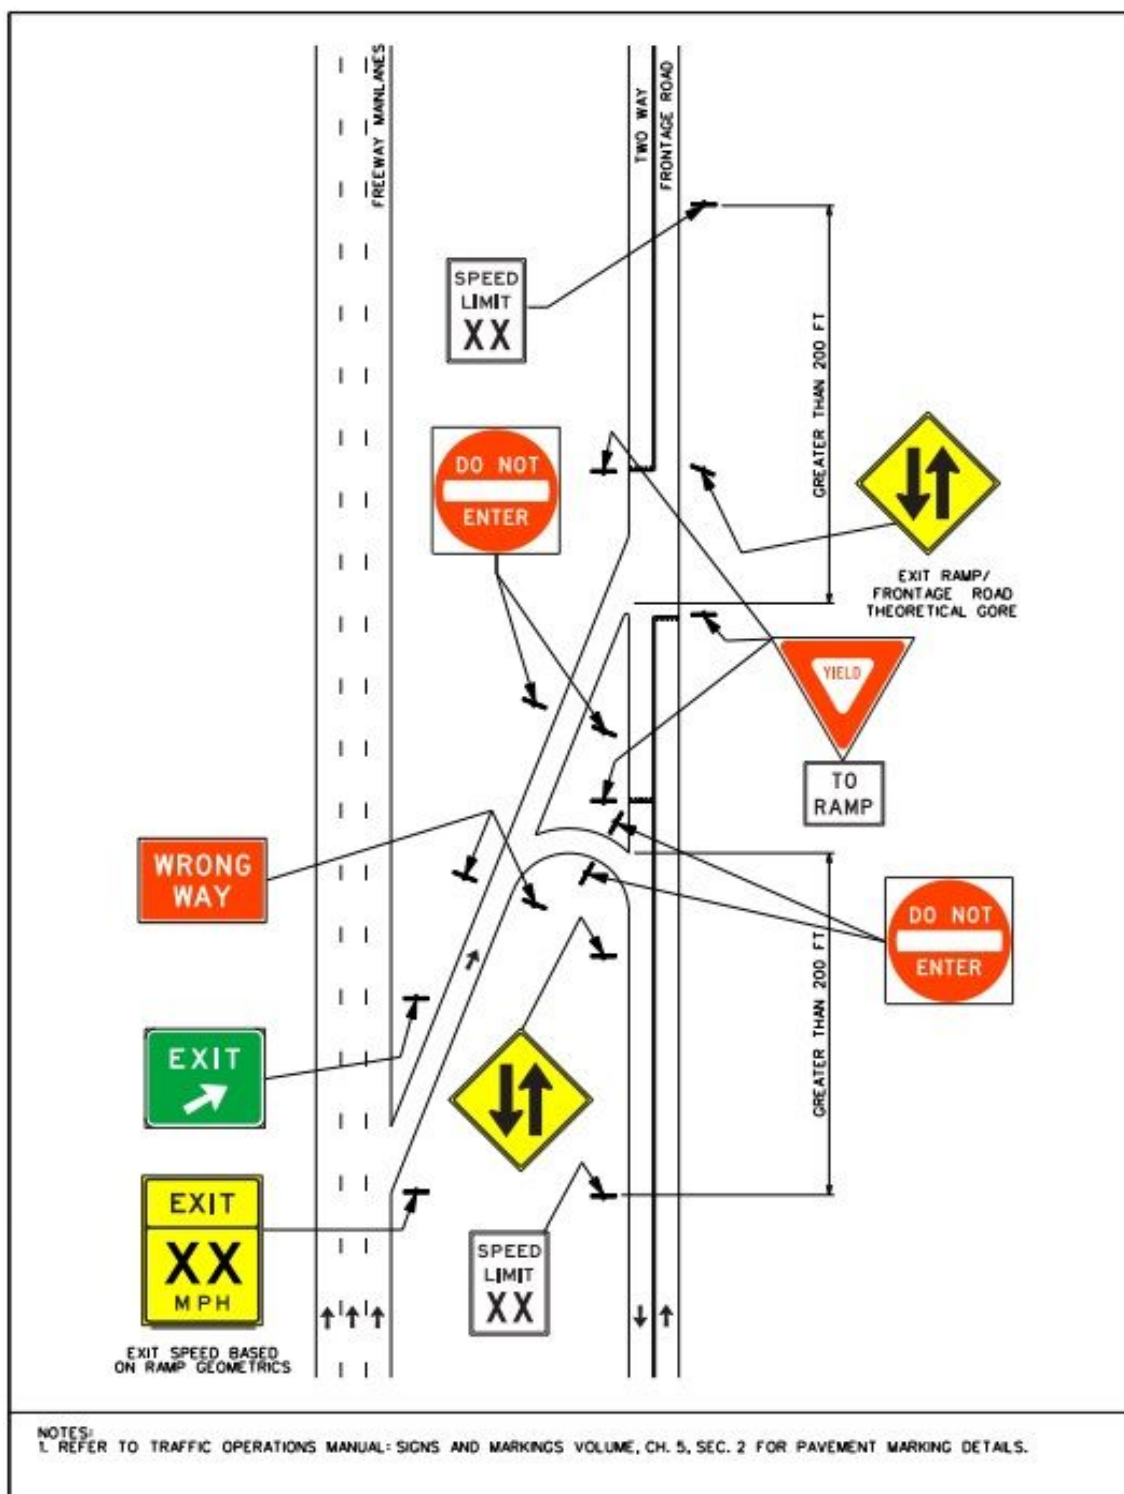 FREEWAY MAINLANES
TWO WAY
FRONTAGE ROAD
SPEED
LIMIT
XX
GREATER THAN 200 FT
DO NOT
ENTER
EXIT RAMP/
FRONTAGE ROAD
THEORETICAL GORE
YIELD
TO
RAMP
WRONG
WAY
DO NOT
ENTER
GREATER THAN 200 FT
EXIT
EXIT
XX
MPH
EXIT SPEED BASED
ON RAMP GEOMETRICS
SPEED
LIMIT
XX
NOTES:
1. REFER TO TRAFFIC OPERATIONS MANUAL: SIGNS AND MARKINGS VOLUME, CH. 5, SEC. 2 FOR PAVEMENT MARKING DETAILS.